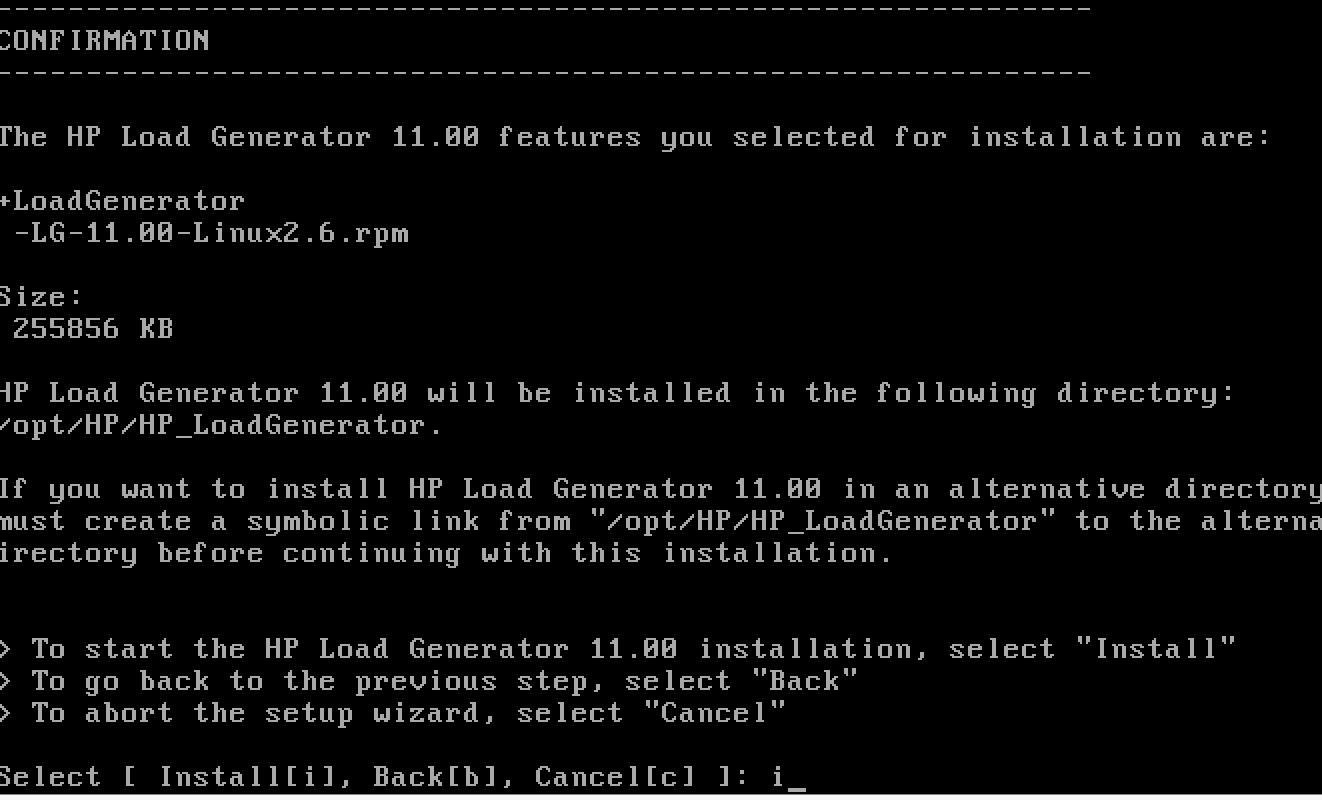 ------------------------------------------------------------
CONFIRMATION
------------------------------------------------------------
The HP Load Generator 11.00 features you selected for installation are:
+LoadGenerator
-LG-11.00-Linux2.6.rpm
Size:
255856 KB
HP Load Generator 11.00 will be installed in the following directory:
/opt/HP/HP_LoadGenerator.
If you want to install HP Load Generator 11.00 in an alternative directory
must create a symbolic link from "/opt/HP/HP_LoadGenerator" to the alterna
irectory before continuing with this installation.
> To start the HP Load Generator 11.00 installation, select "Install"
> To go back to the previous step, select "Back"
> To abort the setup wizard, select "Cancel"
Select [ Install[i], Back[b], Cancel[c] ]: i_